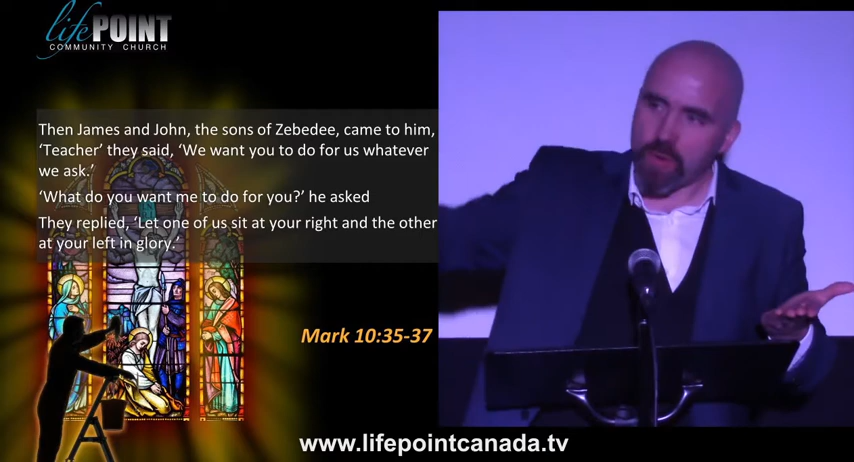 lifePOINT
COMMUNITY CHURCH
Then James and John, the sons of Zebedee, came to him,
‘Teacher’ they said, ‘We want you to do for us whatever
we ask.’
‘What do you want me to do for you?’ he asked
They replied, ‘Let one of us sit at your right and the other
at your left in glory.’
Mark 10:35-37
www.lifepointcanada.tv